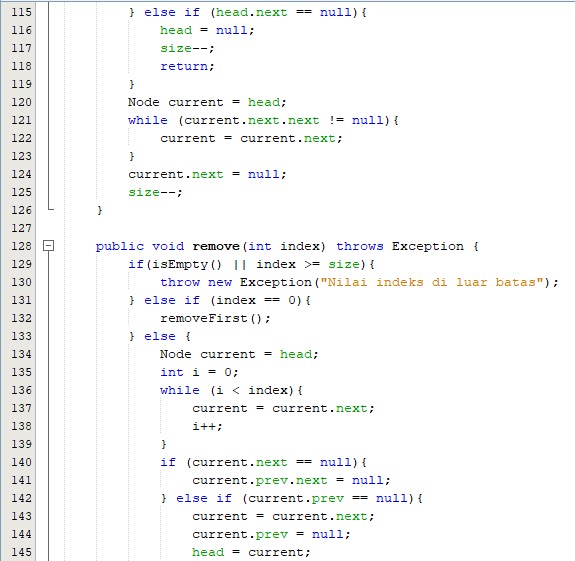 115 } else if (head.next == null){
116 head = null;
117 size--;
118 return;
119 }
120 Node current = head;
121 while (current.next.next != null){
122 current = current.next;
123 }
124 current.next = null;
125 size--;
126 }
127
128 public void remove(int index) throws Exception {
129 if(isEmpty() || index >= size){
130 throw new Exception("Nilai indeks di luar batas");
131 } else if (index == 0){
132 removeFirst();
133 } else {
134 Node current = head;
135 int i = 0;
136 while (i < index){
137 current = current.next;
138 i++;
139 }
140 if (current.next == null){
141 current.prev.next = null;
142 } else if (current.prev == null){
143 current = current.next;
144 current.prev = null;
145 head = current;